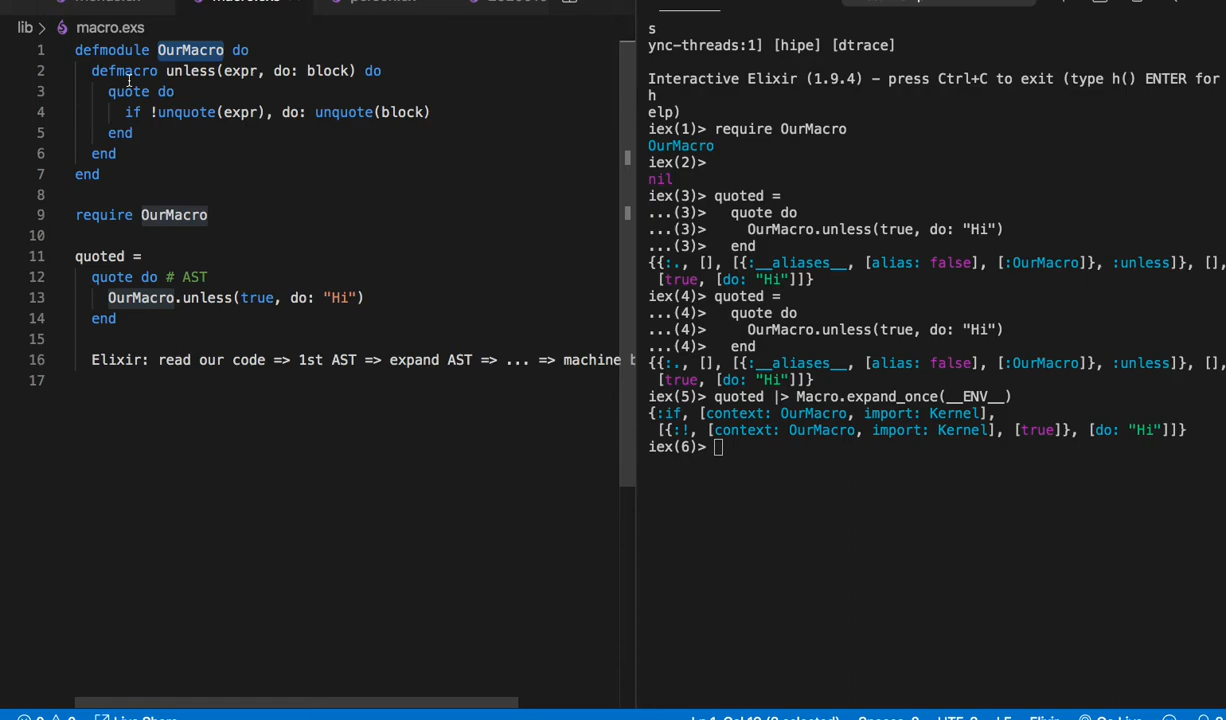 macro.exs
lib > macro.exs
1 defmodule OurMacro do
2 defmacro unless(expr, do: block) do
3 quote do
4 if !unquote(expr), do: unquote(block)
5 end
6 end
7 end
8
9 require OurMacro
10
11 quoted =
12 quote do # AST
13 OurMacro.unless(true, do: "Hi")
14 end
15
16 Elixir: read our code => 1st AST => expand AST => ... => machine b
17
s
ync-threads:1] [hipe] [dtrace]
Interactive Elixir (1.9.4) - press Ctrl+C to exit (type h() ENTER for
h
elp)
iex(1)> require OurMacro
OurMacro
iex(2)>
nil
iex(3)> quoted =
...(3)> quote do
...(3)> OurMacro.unless(true, do: "Hi")
...(3)> end
{{:., [], [{:__aliases__, [alias: false], [:OurMacro]}, :unless]}, [],
[true, [do: "Hi"]]}
iex(4)> quoted =
...(4)> quote do
...(4)> OurMacro.unless(true, do: "Hi")
...(4)> end
{{:., [], [{:__aliases__, [alias: false], [:OurMacro]}, :unless]}, [],
[true, [do: "Hi"]]}
iex(5)> quoted |> Macro.expand_once(__ENV__)
{:if, [context: OurMacro, import: Kernel],
[{:!, [context: OurMacro, import: Kernel], [true]}, [do: "Hi"]]}
iex(6)>